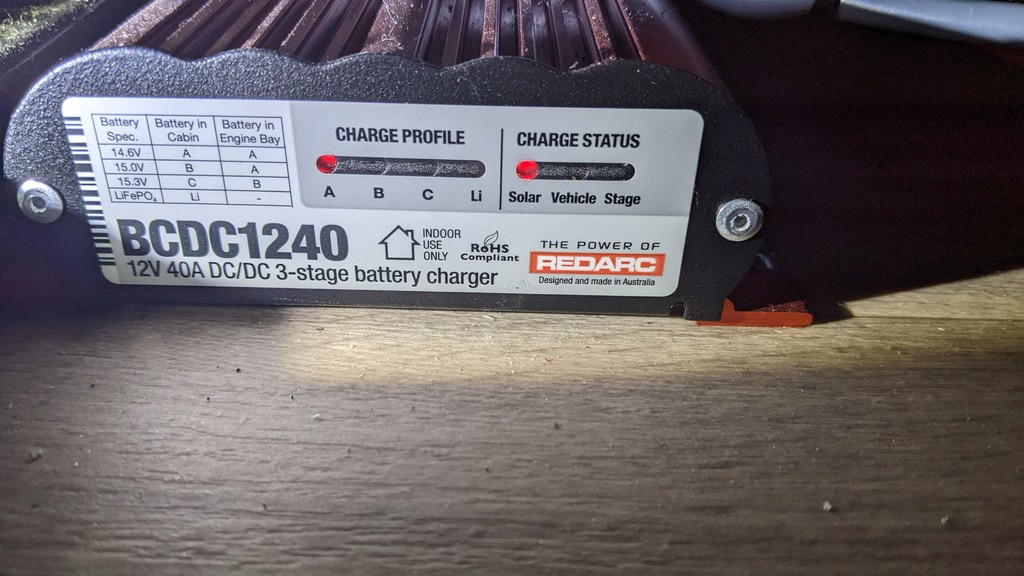 Battery Spec. Battery in Cabin Battery in Engine Bay
14.6V A A
15.0V B A
15.3V C B
LiFePO₄ Li -
CHARGE PROFILE
A B C Li
CHARGE STATUS
Solar Vehicle Stage
BCDC1240
12V 40A DC/DC 3-stage battery charger
INDOOR
USE
ONLY
RoHS
Compliant
THE POWER OF
REDARC
Designed and made in Australia